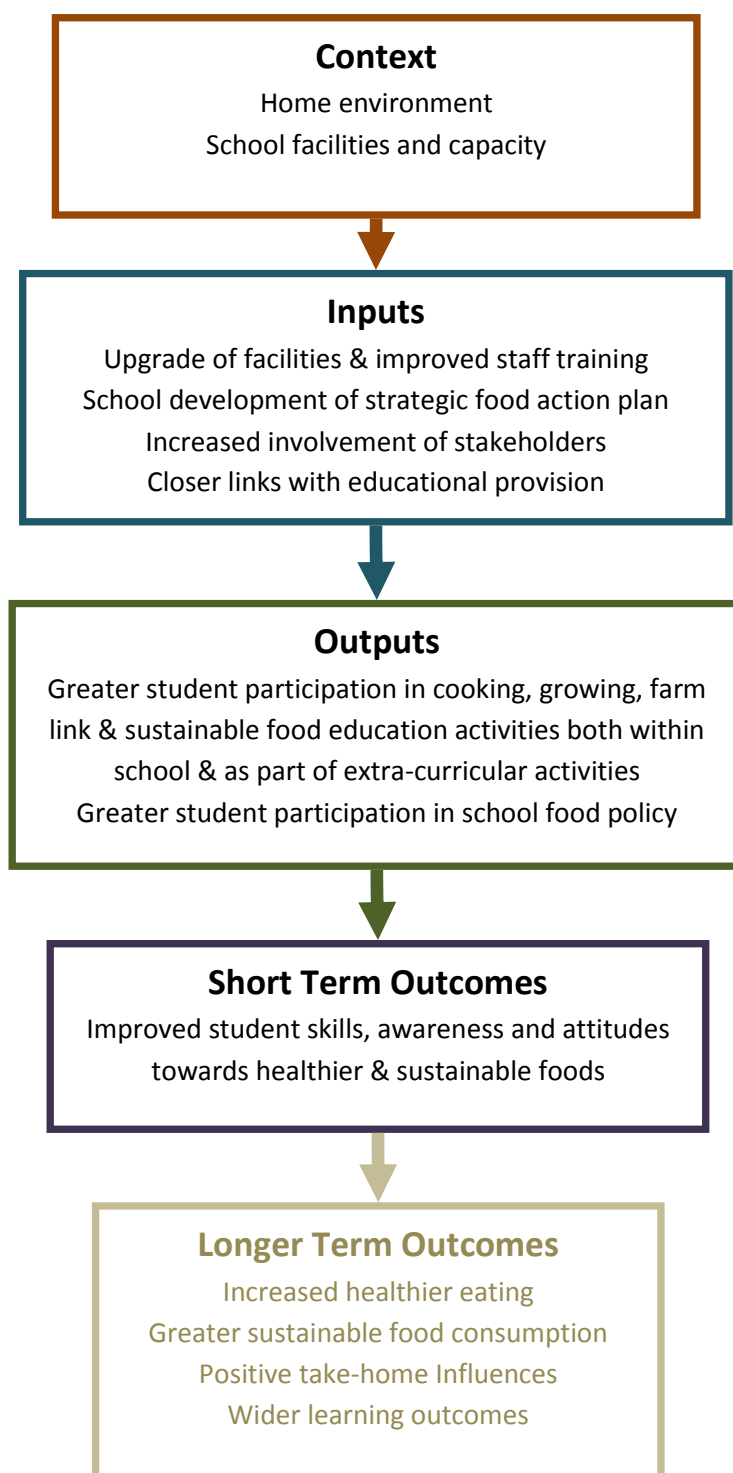 Context
Home environment
School facilities and capacity
Inputs
Upgrade of facilities & improved staff training
School development of strategic food action plan
Increased involvement of stakeholders
Closer links with educational provision
Outputs
Greater student participation in cooking, growing, farm
link & sustainable food education activities both within
school & as part of extra-curricular activities
Greater student participation in school food policy
Short Term Outcomes
Improved student skills, awareness and attitudes
towards healthier & sustainable foods
Longer Term Outcomes
Increased healthier eating
Greater sustainable food consumption
Positive take-home Influences
Wider learning outcomes